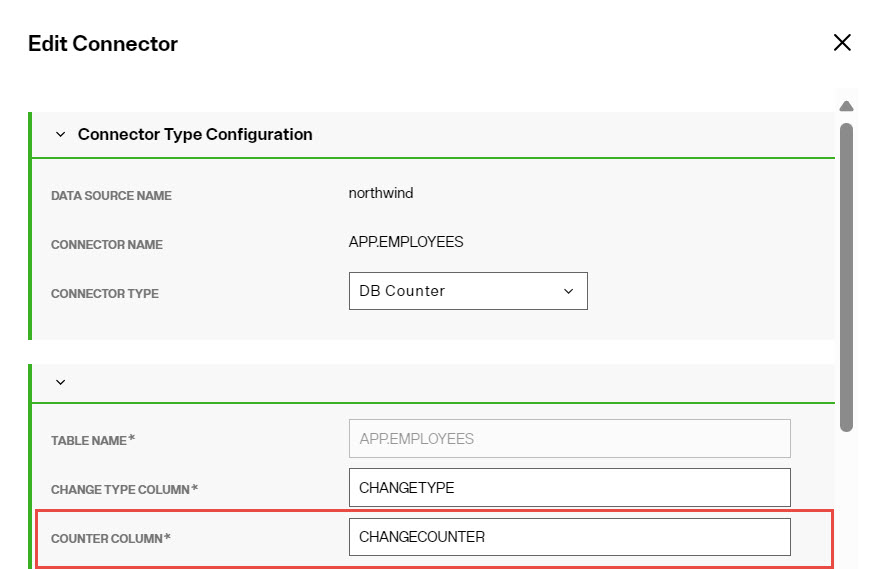 Edit Connector
Connector Type Configuration
DATA SOURCE NAME northwind
CONNECTOR NAME APP.EMPLOYEES
CONNECTOR TYPE DB Counter
TABLE NAME* APP.EMPLOYEES
CHANGE TYPE COLUMN* CHANGETYPE
COUNTER COLUMN* CHANGECOUNTER